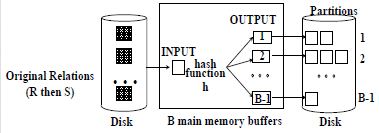 Partitions
OUTPUT
1
1
INPUT
2
2
hash
function
h
Original Relations
(R then S)
• • •
• • •
• • •
B-1
B-1
Disk
B main memory buffers
Disk